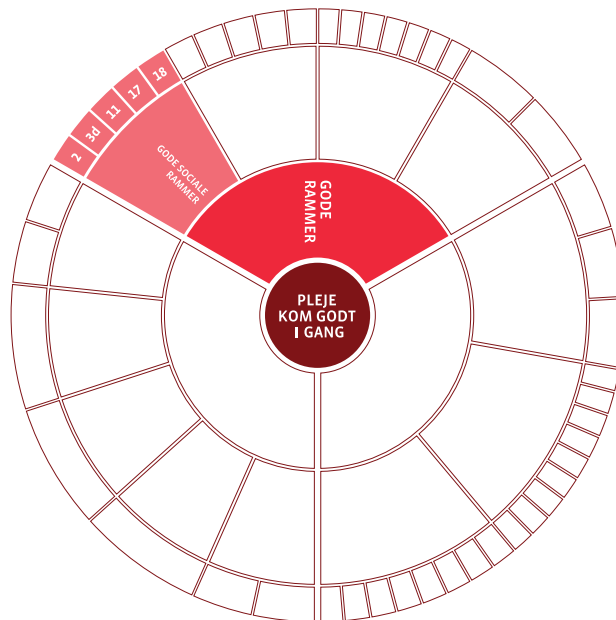 2
3d
11
17
18
GODE SOCIALE
RAMMER
GODE
RAMMER
PLEJE
KOM GODT
I GANG